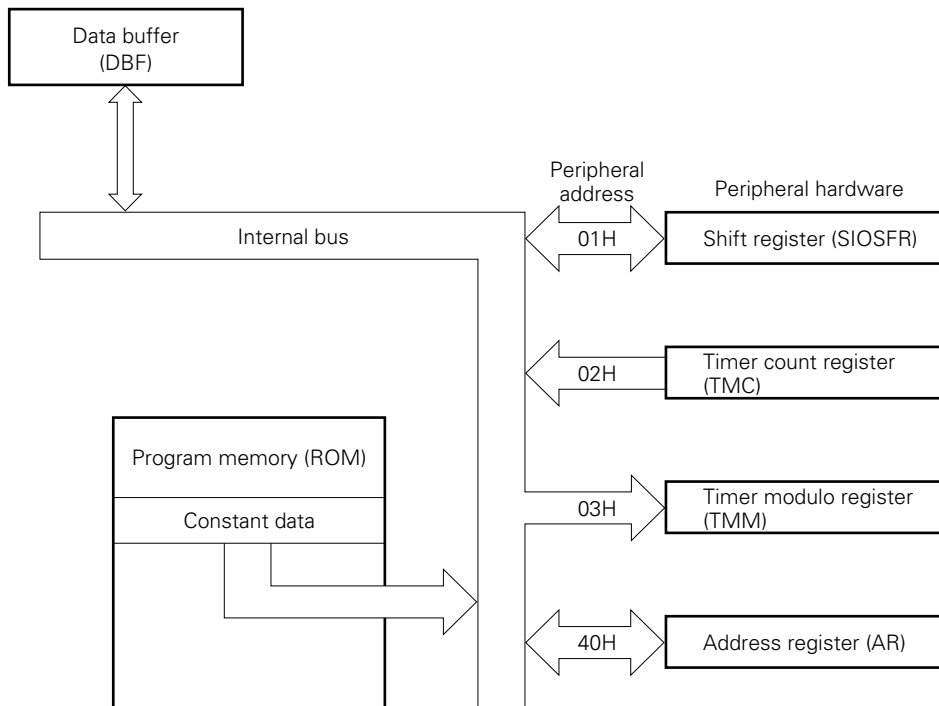 Data buffer
(DBF)
Peripheral
address
Peripheral hardware
Internal bus
01H
Shift register (SIOSFR)
02H
Timer count register
(TMC)
Program memory (ROM)
Constant data
03H
Timer modulo register
(TMM)
40H
Address register (AR)